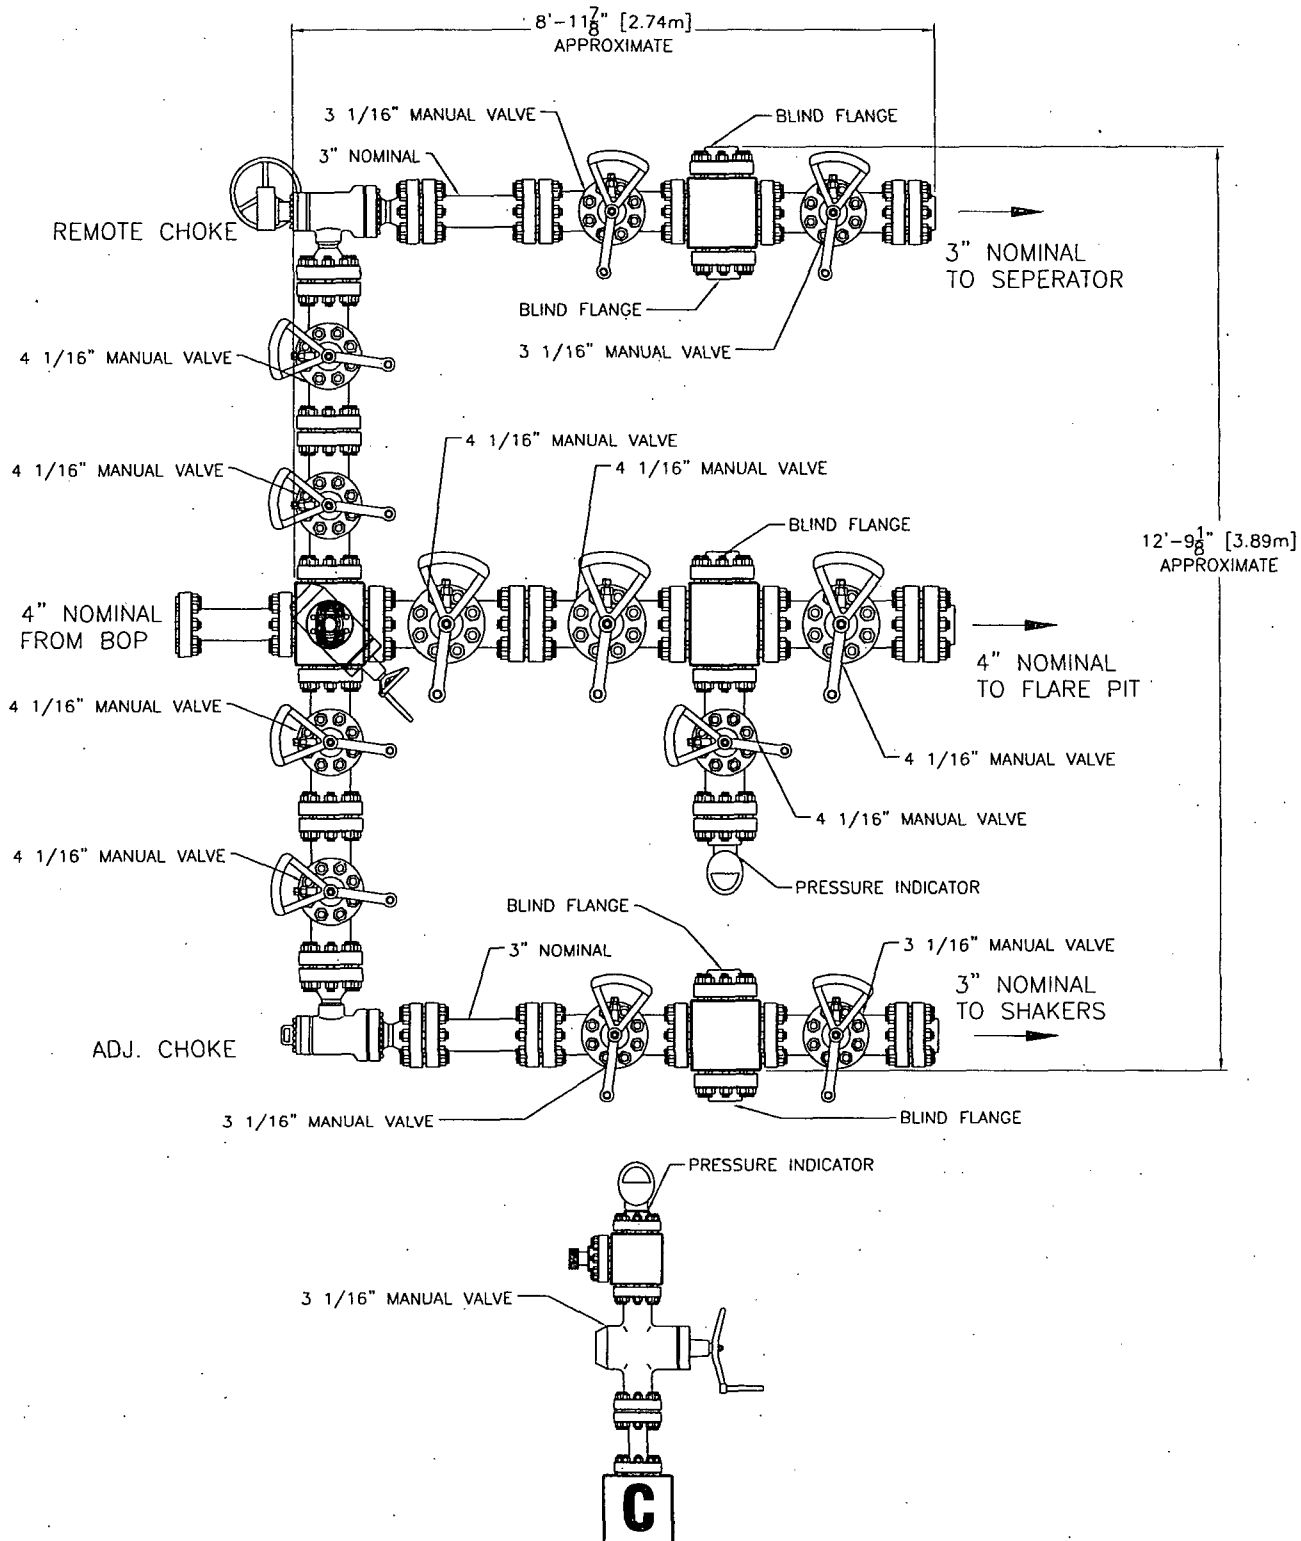 8'-11 7/8" [2.74m]
APPROXIMATE
3 1/16" MANUAL VALVE
BLIND FLANGE
3" NOMINAL
REMOTE CHOKE
3" NOMINAL
TO SEPERATOR
BLIND FLANGE
3 1/16" MANUAL VALVE
4 1/16" MANUAL VALVE
4 1/16" MANUAL VALVE
4 1/16" MANUAL VALVE
4 1/16" MANUAL VALVE
BLIND FLANGE
12'-9 1/8" [3.89m]
APPROXIMATE
4" NOMINAL
FROM BOP
4" NOMINAL
TO FLARE PIT
4 1/16" MANUAL VALVE
4 1/16" MANUAL VALVE
4 1/16" MANUAL VALVE
4 1/16" MANUAL VALVE
PRESSURE INDICATOR
BLIND FLANGE
3" NOMINAL
3 1/16" MANUAL VALVE
3" NOMINAL
TO SHAKERS
ADJ. CHOKE
3 1/16" MANUAL VALVE
BLIND FLANGE
PRESSURE INDICATOR
3 1/16" MANUAL VALVE
C